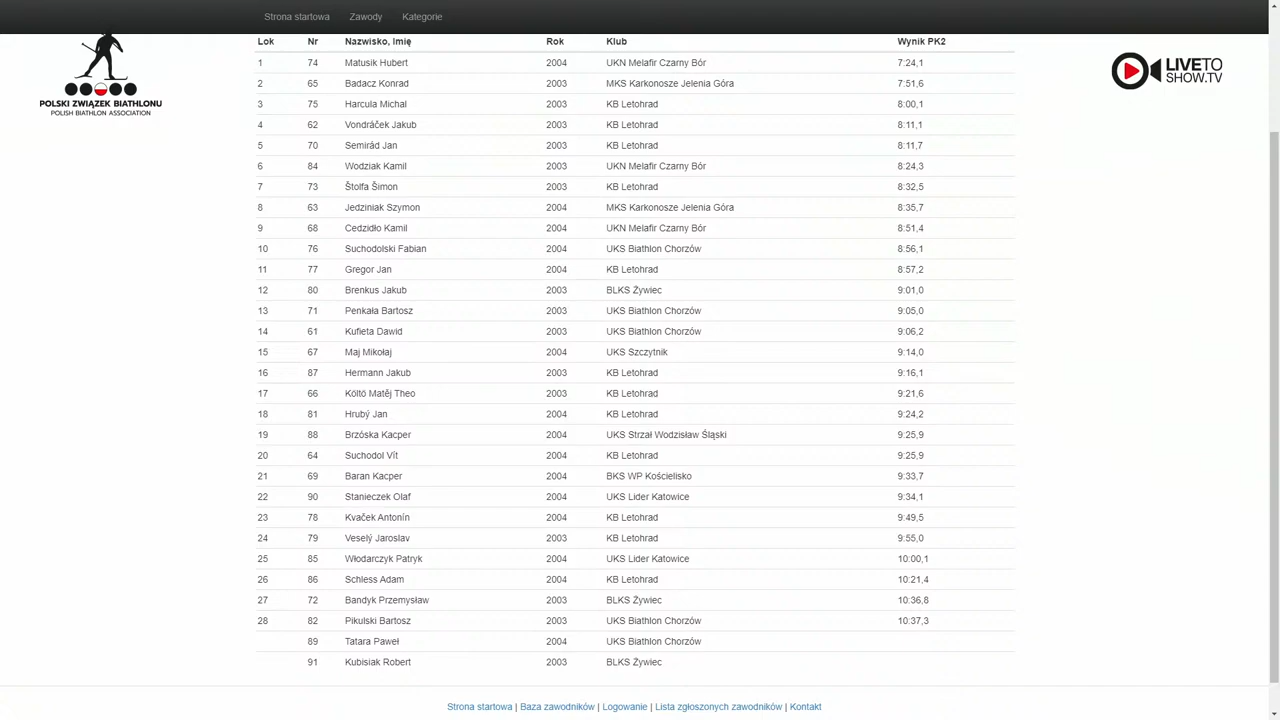 Strona startowa Zawody Kategorie
Lok Nr Nazwisko, Imię Rok Klub Wynik PK2
1 74 Matusik Hubert 2004 UKN Melafir Czarny Bór 7:24,1
2 65 Badacz Konrad 2003 MKS Karkonosze Jelenia Góra 7:51,6
3 75 Harcula Michal 2003 KB Letohrad 8:00,1
4 62 Vondráček Jakub 2003 KB Letohrad 8:11,1
5 70 Semirád Jan 2003 KB Letohrad 8:11,7
6 84 Wodziak Kamil 2003 UKN Melafir Czarny Bór 8:24,3
7 73 Štolfa Šimon 2003 KB Letohrad 8:32,5
8 63 Jedziniak Szymon 2004 MKS Karkonosze Jelenia Góra 8:35,7
9 68 Cedzidło Kamil 2004 UKN Melafir Czarny Bór 8:51,4
10 76 Suchodolski Fabian 2004 UKS Biathlon Chorzów 8:56,1
11 77 Gregor Jan 2004 KB Letohrad 8:57,2
12 80 Brenkus Jakub 2003 BLKS Żywiec 9:01,0
13 71 Penkała Bartosz 2003 UKS Biathlon Chorzów 9:05,0
14 61 Kufieta Dawid 2003 UKS Biathlon Chorzów 9:06,2
15 67 Maj Mikołaj 2004 UKS Szczytnik 9:14,0
16 87 Hermann Jakub 2003 KB Letohrad 9:16,1
17 66 Költö Matěj Theo 2003 KB Letohrad 9:21,6
18 81 Hrubý Jan 2004 KB Letohrad 9:24,2
19 88 Brzóska Kacper 2004 UKS Strzał Wodzisław Śląski 9:25,9
20 64 Suchodol Vít 2004 KB Letohrad 9:25,9
21 69 Baran Kacper 2004 BKS WP Kościelisko 9:33,7
22 90 Stanieczek Olaf 2004 UKS Lider Katowice 9:34,1
23 78 Kvaček Antonín 2004 KB Letohrad 9:49,5
24 79 Veselý Jaroslav 2003 KB Letohrad 9:55,0
25 85 Włodarczyk Patryk 2004 UKS Lider Katowice 10:00,1
26 86 Schless Adam 2004 KB Letohrad 10:21,4
27 72 Bandyk Przemysław 2003 BLKS Żywiec 10:36,8
28 82 Pikulski Bartosz 2003 UKS Biathlon Chorzów 10:37,3
89 Tatara Paweł 2004 UKS Biathlon Chorzów
91 Kubisiak Robert 2003 BLKS Żywiec
Strona startowa | Baza zawodników | Logowanie | Lista zgłoszonych zawodników | Kontakt
POLSKI ZWIĄZEK BIATHLONU
POLISH BIATHLON ASSOCIATION
LIVETO
SHOW.TV